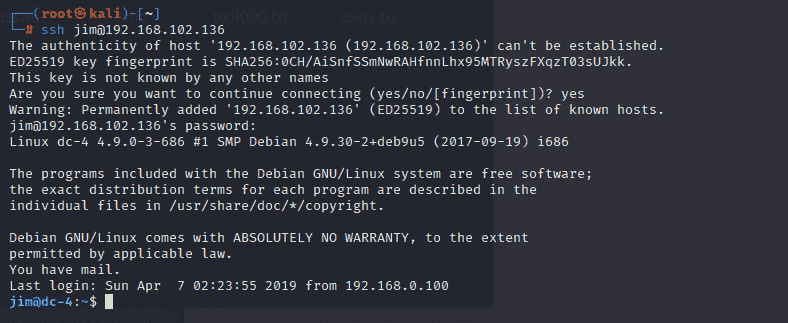 top1000.txt users.txt
┌──(root㉿kali)-[~]
└─# ssh jim@192.168.102.136
The authenticity of host '192.168.102.136 (192.168.102.136)' can't be established.
ED25519 key fingerprint is SHA256:0CH/AiSnfSSmNwRAHfnnLhx95MTRyszFXqzT03sUJkk.
This key is not known by any other names
Are you sure you want to continue connecting (yes/no/[fingerprint])? yes
Warning: Permanently added '192.168.102.136' (ED25519) to the list of known hosts.
jim@192.168.102.136's password:
Linux dc-4 4.9.0-3-686 #1 SMP Debian 4.9.30-2+deb9u5 (2017-09-19) i686
The programs included with the Debian GNU/Linux system are free software;
the exact distribution terms for each program are described in the
individual files in /usr/share/doc/*/copyright.
Debian GNU/Linux comes with ABSOLUTELY NO WARRANTY, to the extent
permitted by applicable law.
You have mail.
Last login: Sun Apr  7 02:23:55 2019 from 192.168.0.100
jim@dc-4:~$